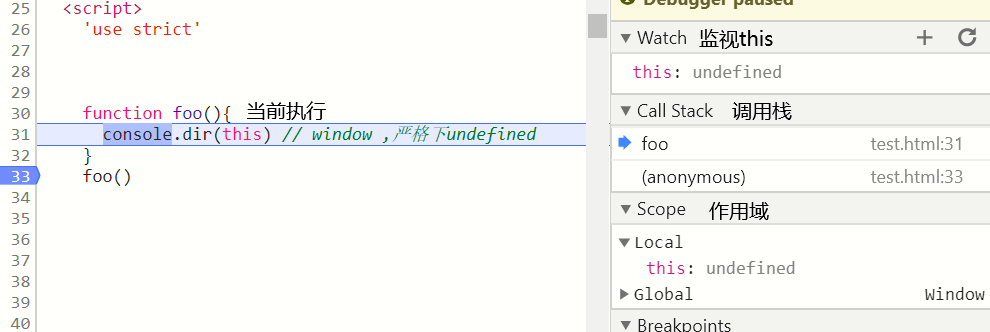 25 <script>
26 'use strict'
27
28
29
30 function foo(){ 当前执行
31 console.dir(this) // window ,严格下undefined
32 }
33 foo()
34
35
36
37
38
39
40
Debugger paused
Watch 监视this
this: undefined
Call Stack 调用栈
foo test.html:31
(anonymous) test.html:33
Scope 作用域
Local
this: undefined
Global Window
Breakpoints